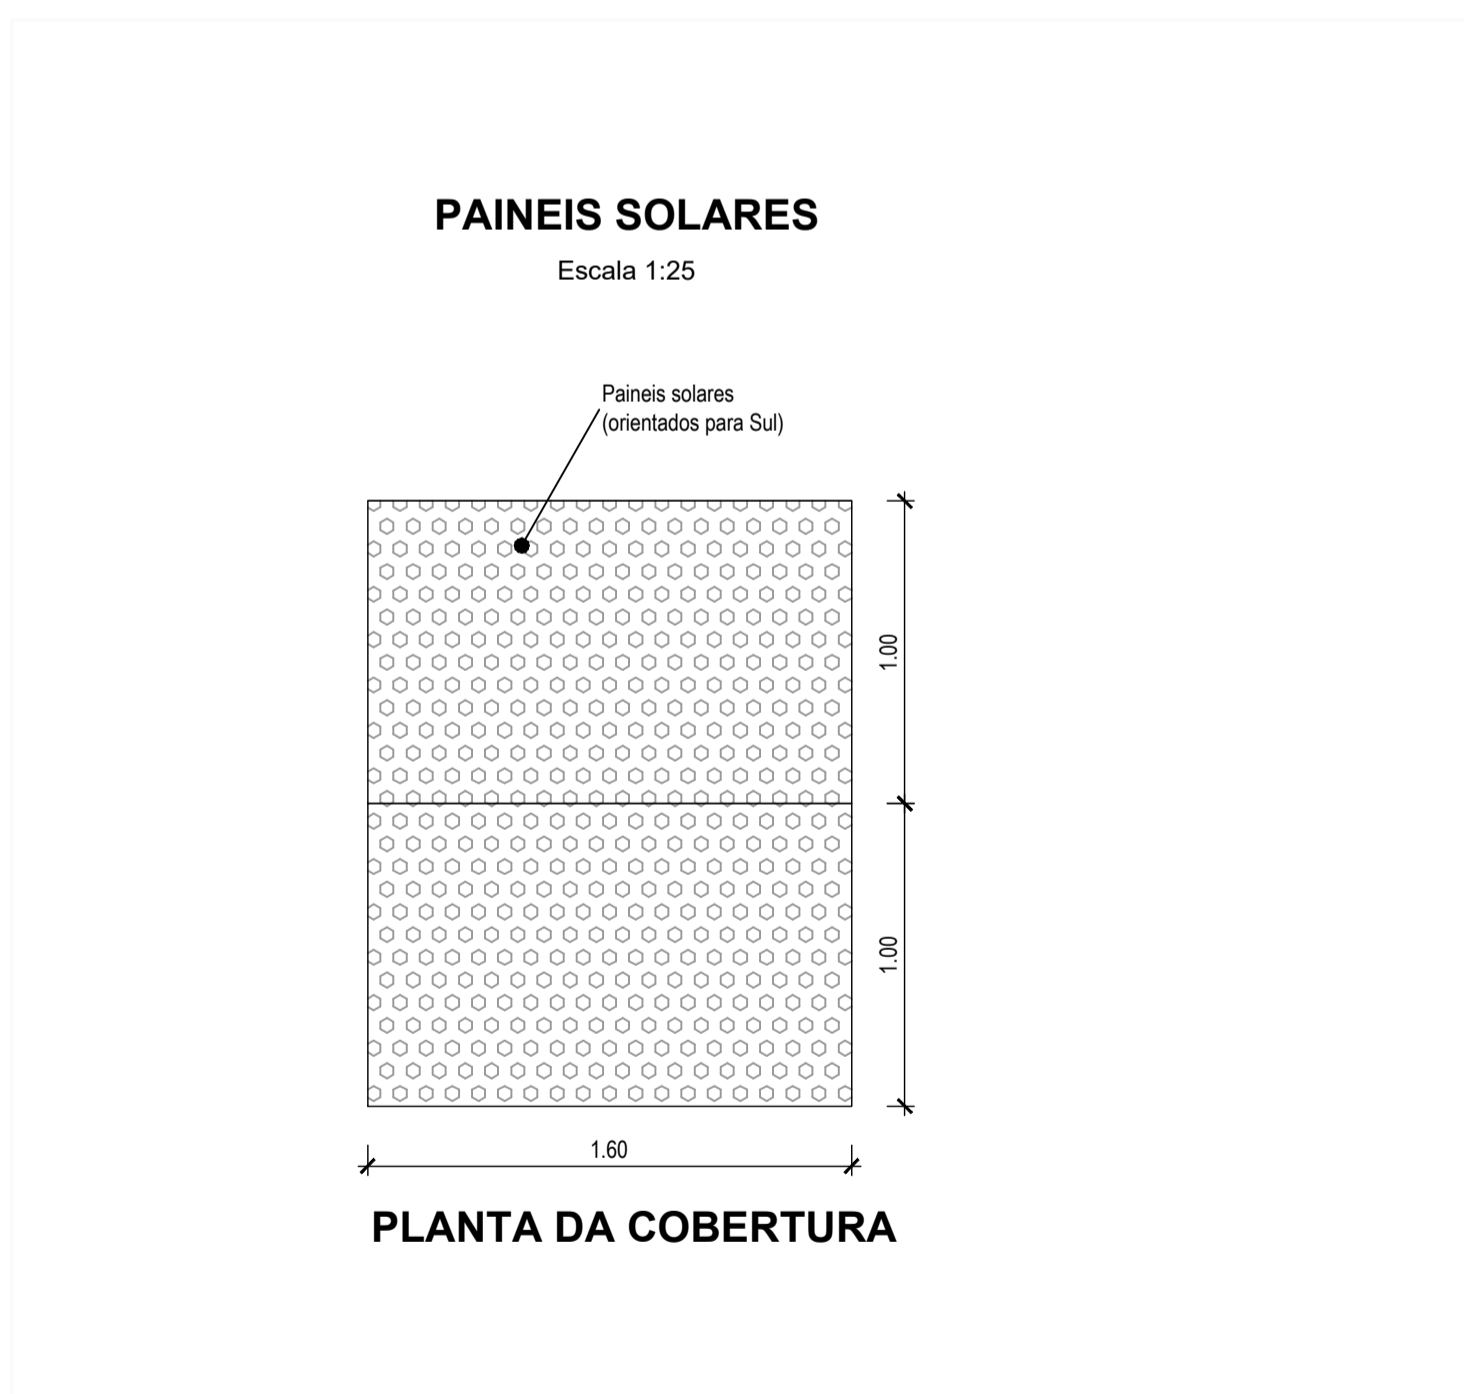 PAINEIS SOLARES
Escala 1:25
Paineis solares
(orientados para Sul)
1.00
1.00
1.60
PLANTA DA COBERTURA